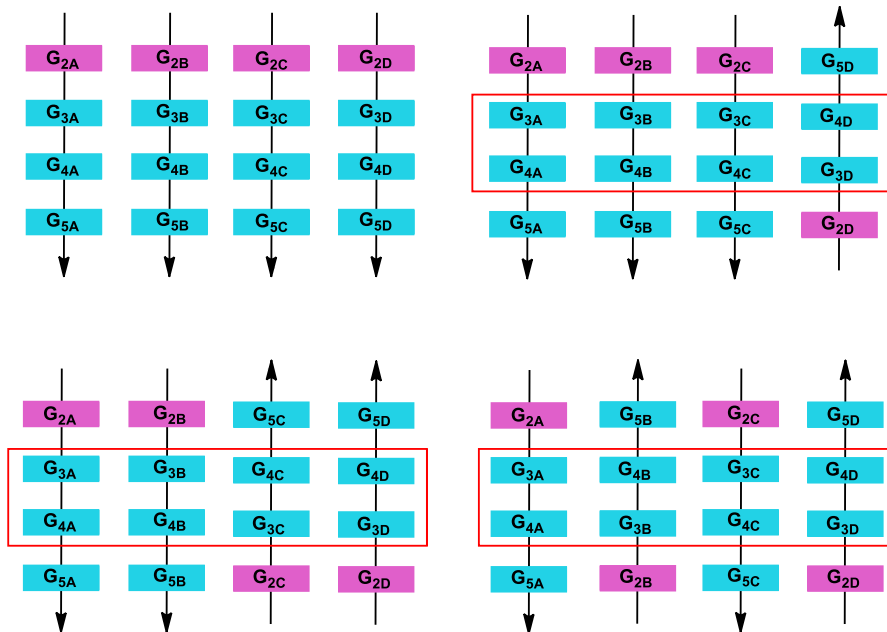 G2A G2B G2C G2D
G3A G3B G3C G3D
G4A G4B G4C G4D
G5A G5B G5C G5D
G2A G2B G2C G5D
G3A G3B G3C G4D
G4A G4B G4C G3D
G5A G5B G5C G2D
G2A G2B G5C G5D
G3A G3B G4C G4D
G4A G4B G3C G3D
G5A G5B G2C G2D
G2A G5B G2C G5D
G3A G4B G3C G4D
G4A G3B G4C G3D
G5A G2B G5C G2D